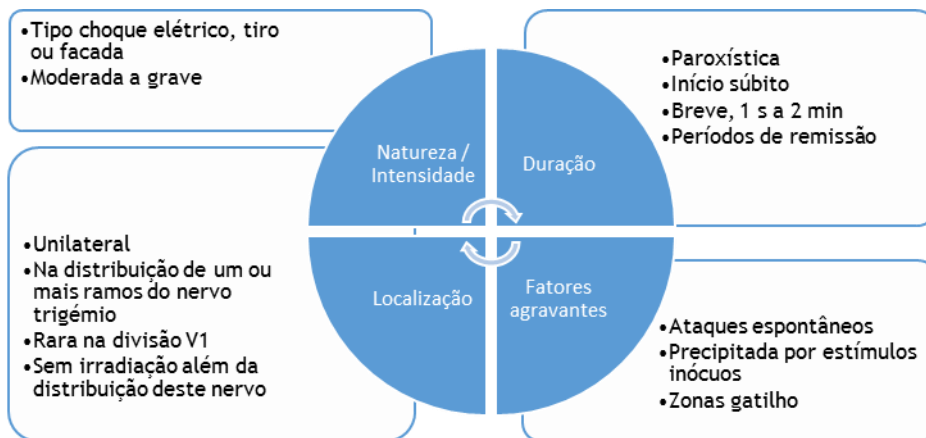 •Tipo choque elétrico, tiro
ou facada
•Moderada a grave
•Paroxística
•Início súbito
•Breve, 1 s a 2 min
•Períodos de remissão
Natureza /
Intensidade
Duração
Localização
Fatores
agravantes
•Unilateral
•Na distribuição de um ou
mais ramos do nervo
trigémio
•Rara na divisão V1
•Sem irradiação além da
distribuição deste nervo
•Ataques espontâneos
•Precipitada por estímulos
inócuos
•Zonas gatilho